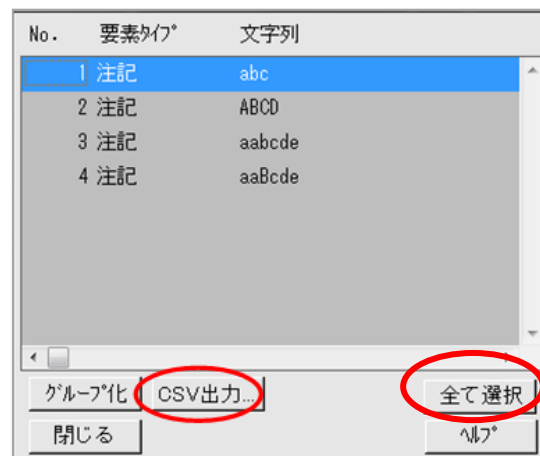 No. 要素ﾀｲﾌﾟ 文字列
1 注記 abc
2 注記 ABCD
3 注記 aabcde
4 注記 aaBcde
ｸﾞﾙｰﾌﾟ化 CSV出力... 全て選択
閉じる ﾍﾙﾌﾟ